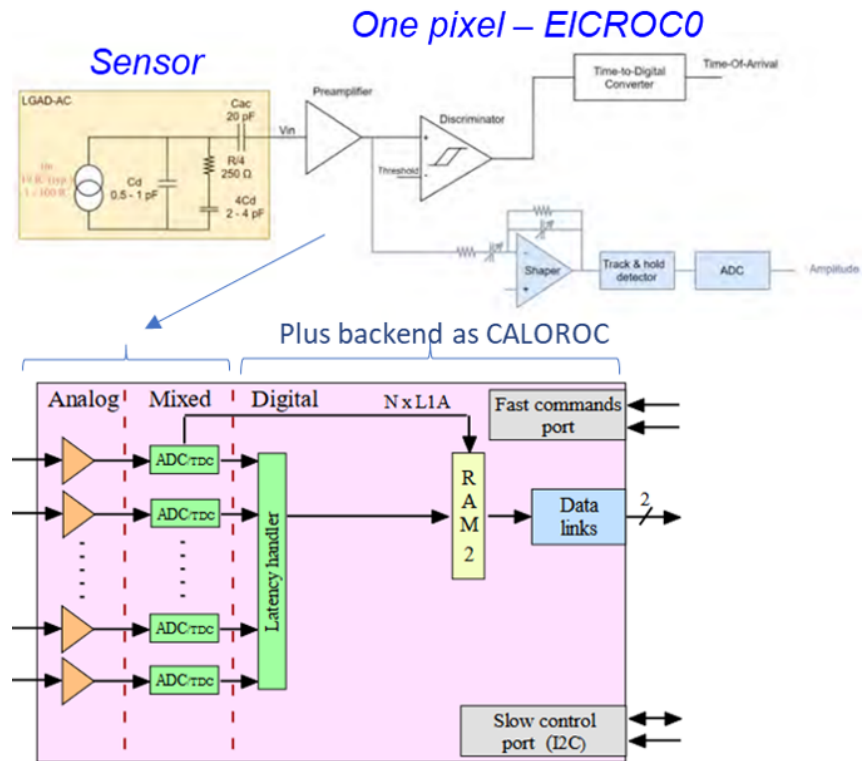 One pixel – EICROC0
Sensor
LGAD-AC
Cac
20 pF
Vin
R/4
250 Ω
Cd
0.5 - 1 pF
4Cd
2 - 4 pF
Preamplifier
Discriminator
Threshold
+
-
Time-to-Digital
Converter
Time-Of-Arrival
-
Shaper
+
Track & hold
detector
ADC
Amplitude
Plus backend as CALOROC
Analog
Mixed
Digital
N x L1A
Fast commands
port
ADC/TDC
ADC/TDC
ADC/TDC
ADC/TDC
Latency handler
R
A
M
2
Data
links
2
Slow control
port (I2C)